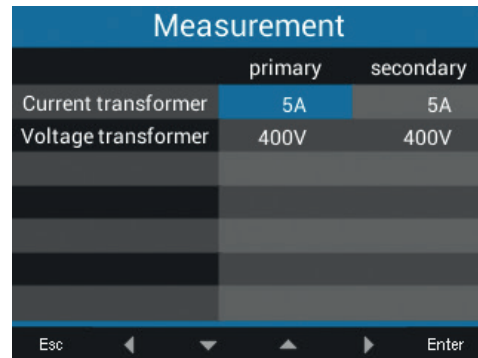 Measurement
primary secondary
Current transformer 5A 5A
Voltage transformer 400V 400V
Esc Enter